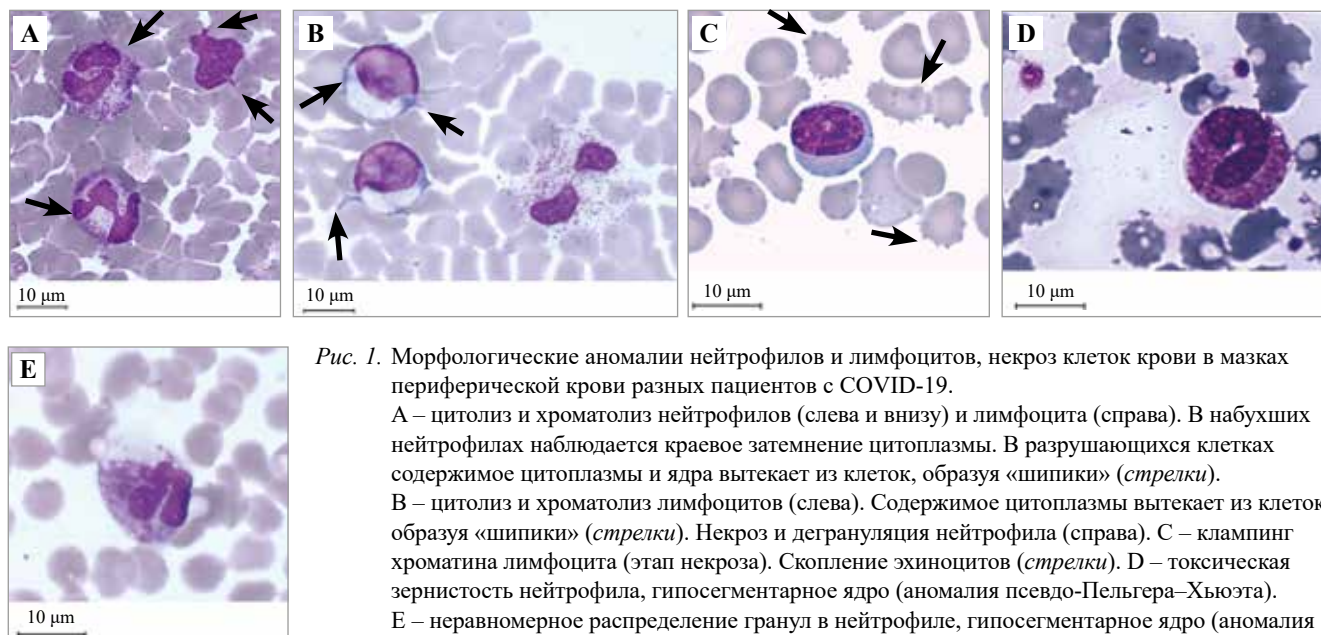 A
B
C
D
10 μm
10 μm
10 μm
10 μm
E
10 μm
Рис. 1. Морфологические аномалии нейтрофилов и лимфоцитов, некроз клеток крови в мазках
периферической крови разных пациентов с COVID-19.
A – цитолиз и хроматолиз нейтрофилов (слева и внизу) и лимфоцита (справа). В набухших
нейтрофилах наблюдается краевое затемнение цитоплазмы. В разрушающихся клетках
содержимое цитоплазмы и ядра вытекает из клеток, образуя «шипики» (стрелки).
B – цитолиз и хроматолиз лимфоцитов (слева). Содержимое цитоплазмы вытекает из клеток
образуя «шипики» (стрелки). Некроз и дегрануляция нейтрофила (справа). C – клампинг
хроматина лимфоцита (этап некроза). Скопление эхиноцитов (стрелки). D – токсическая
зернистость нейтрофила, гипосегментарное ядро (аномалия псевдо-Пельгера–Хьюэта).
E – неравномерное распределение гранул в нейтрофиле, гипосегментарное ядро (аномалия